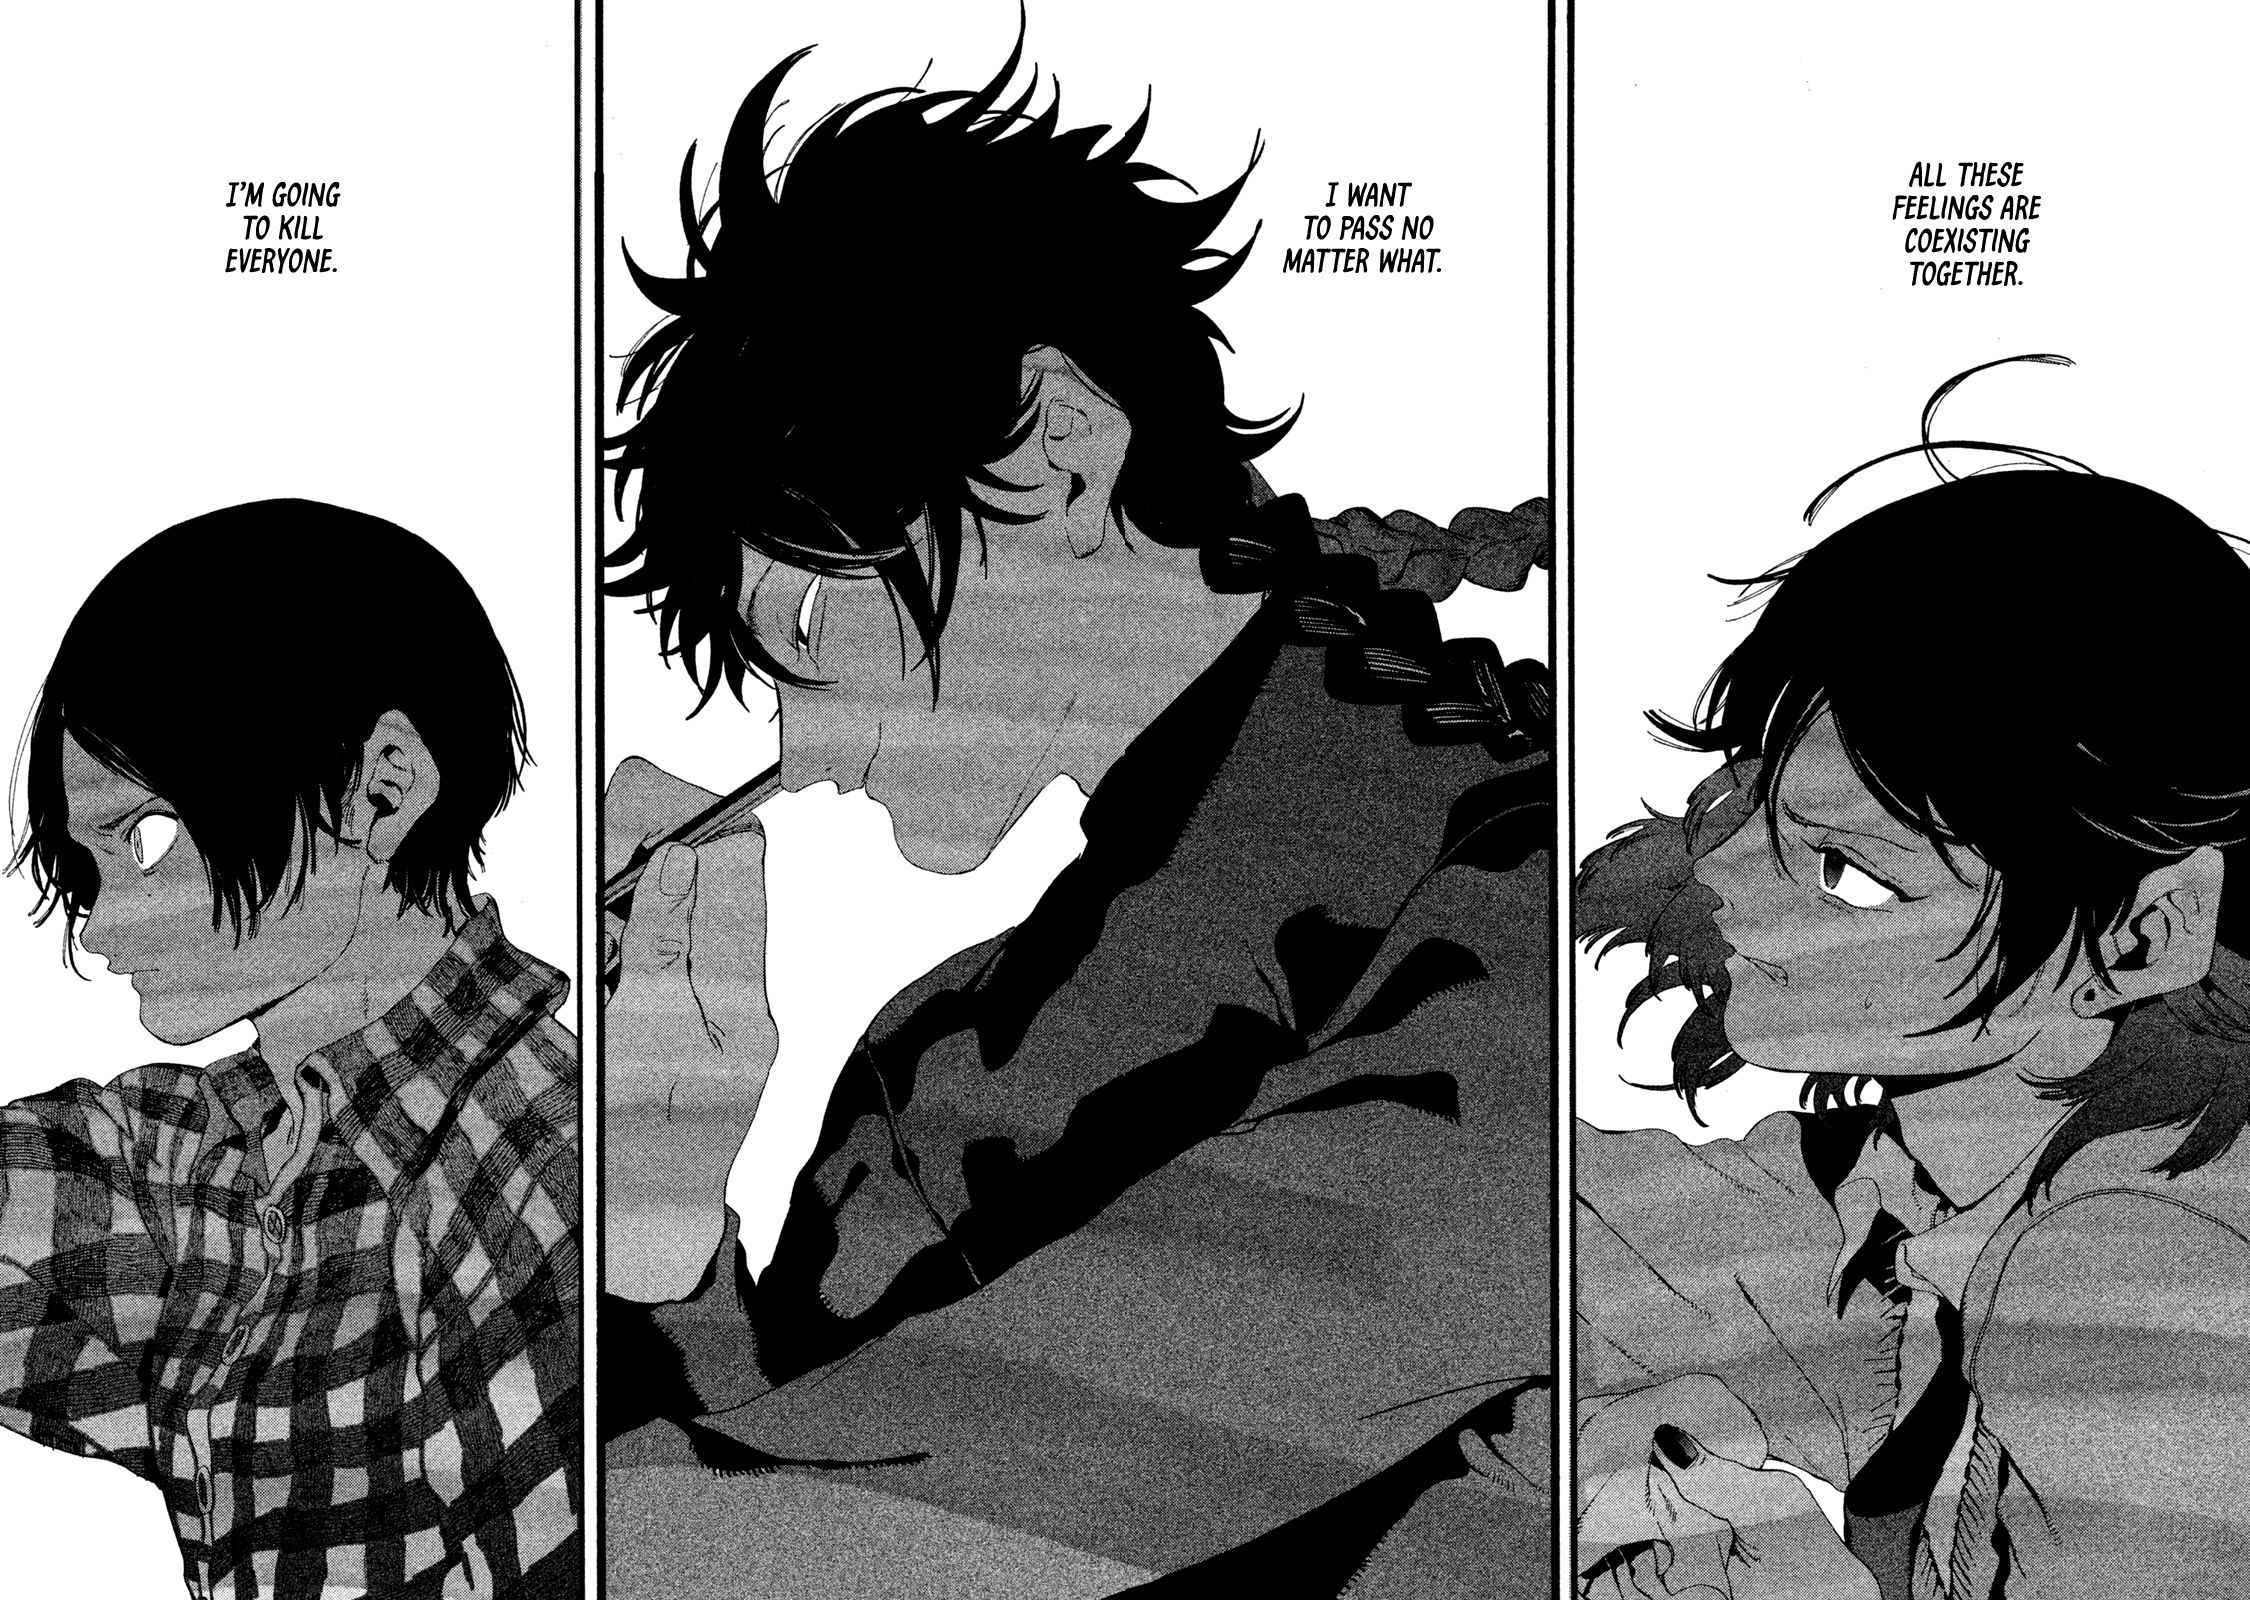 ALL THESE
FEELINGS ARE
COEXISTING
TOGETHER.
I WANT
TO PASS NO
MATTER WHAT.
I'M GOING
TO KILL
EVERYONE.